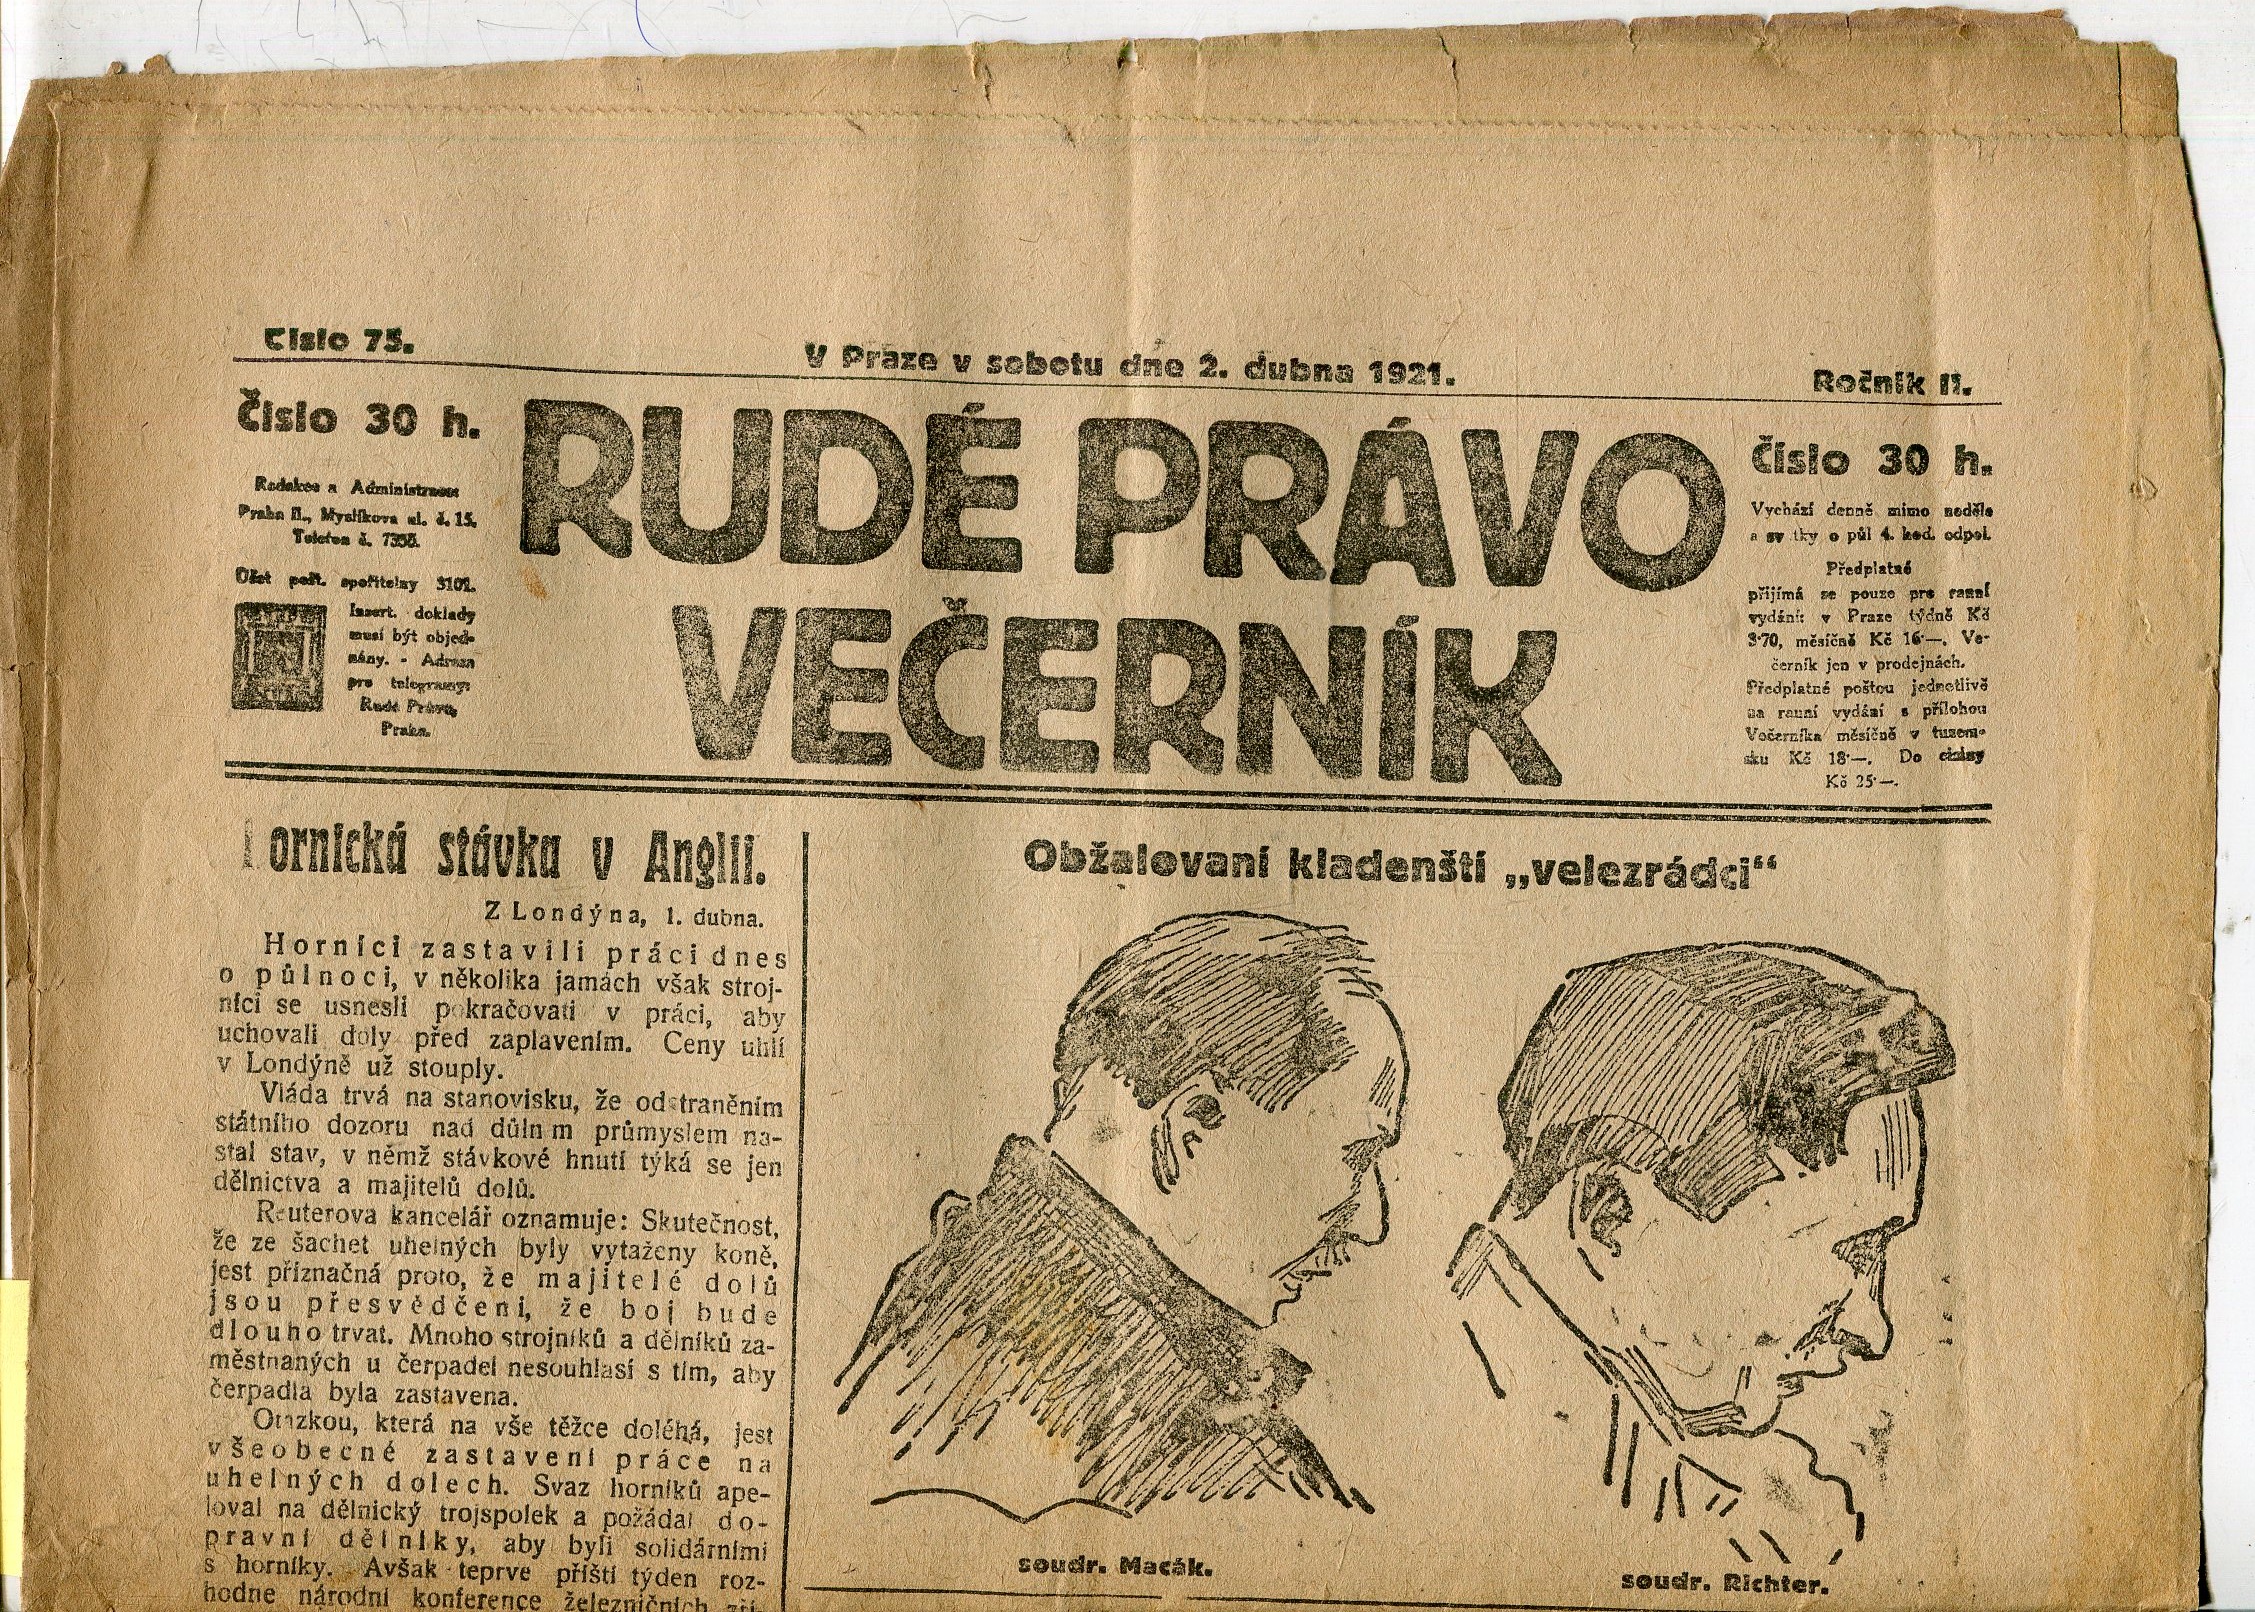 Číslo 75.
V Praze v sobotu dne 2. dubna 1921.
Ročník II.
Číslo 30 h.
Redakce a Administrace
Praha II., Myslíkova ul. č. 15.
Telefon č.
Účet pošt. spořitelny 3102.
Insert. doklady
musí být objed-
nány. - Adresa
pro telegramy:
Rudé Právo,
Praha.
RUDÉ PRÁVO
VEČERNÍK
Číslo 30 h.
Vychází denně mimo neděle
a sv tky o půl 4. hod. odpol.
Předplatné
přijímá se pouze pro ranní
vydání: v Praze týdně Kč
3·70, měsíčně Kč 16·—. Ve-
černík jen v prodejnách.
Předplatné poštou jednotlivě
na ranní vydání s přílohou
Večerníka měsíčně v tuzem-
sku Kč 18·—. Do ciziny
Kč 25·—.
Hornická stávka v Anglii.
Z Londýna, 1. dubna.
Horníci zastavili práci dnes
o půlnoci, v několika jamách však stroj-
níci se usnesli pokračovati v práci, aby
uchovali doly před zaplavením. Ceny uhlí
v Londýně už stouply.
Vláda trvá na stanovisku, že odstraněním
státního dozoru nad důln m průmyslem na-
stal stav, v němž stávkové hnutí týká se jen
dělnictva a majitelů dolů.
Reuterova kancelář oznamuje: Skutečnost,
že ze šachet uhelných byly vytaženy koně,
jest příznačná proto, že majitelé dolů
jsou přesvědčeni, že boj bude
dlouho trvat. Mnoho strojníků a dělníků za-
městnaných u čerpadel nesouhlasí s tím, aby
čerpadla byla zastavena.
Otázkou, která na vše těžce doléhá, jest
všeobecné zastavení práce na
uhelných dolech. Svaz horníků ape-
loval na dělnický trojspolek a požádal do-
pravní dělníky, aby byli solidárními
s horníky. Avšak teprve příští týden roz-
hodne národní konference železničních zří-
Obžalovaní kladenští „velezrádci“
soudr. Macák.
soudr. Richter.